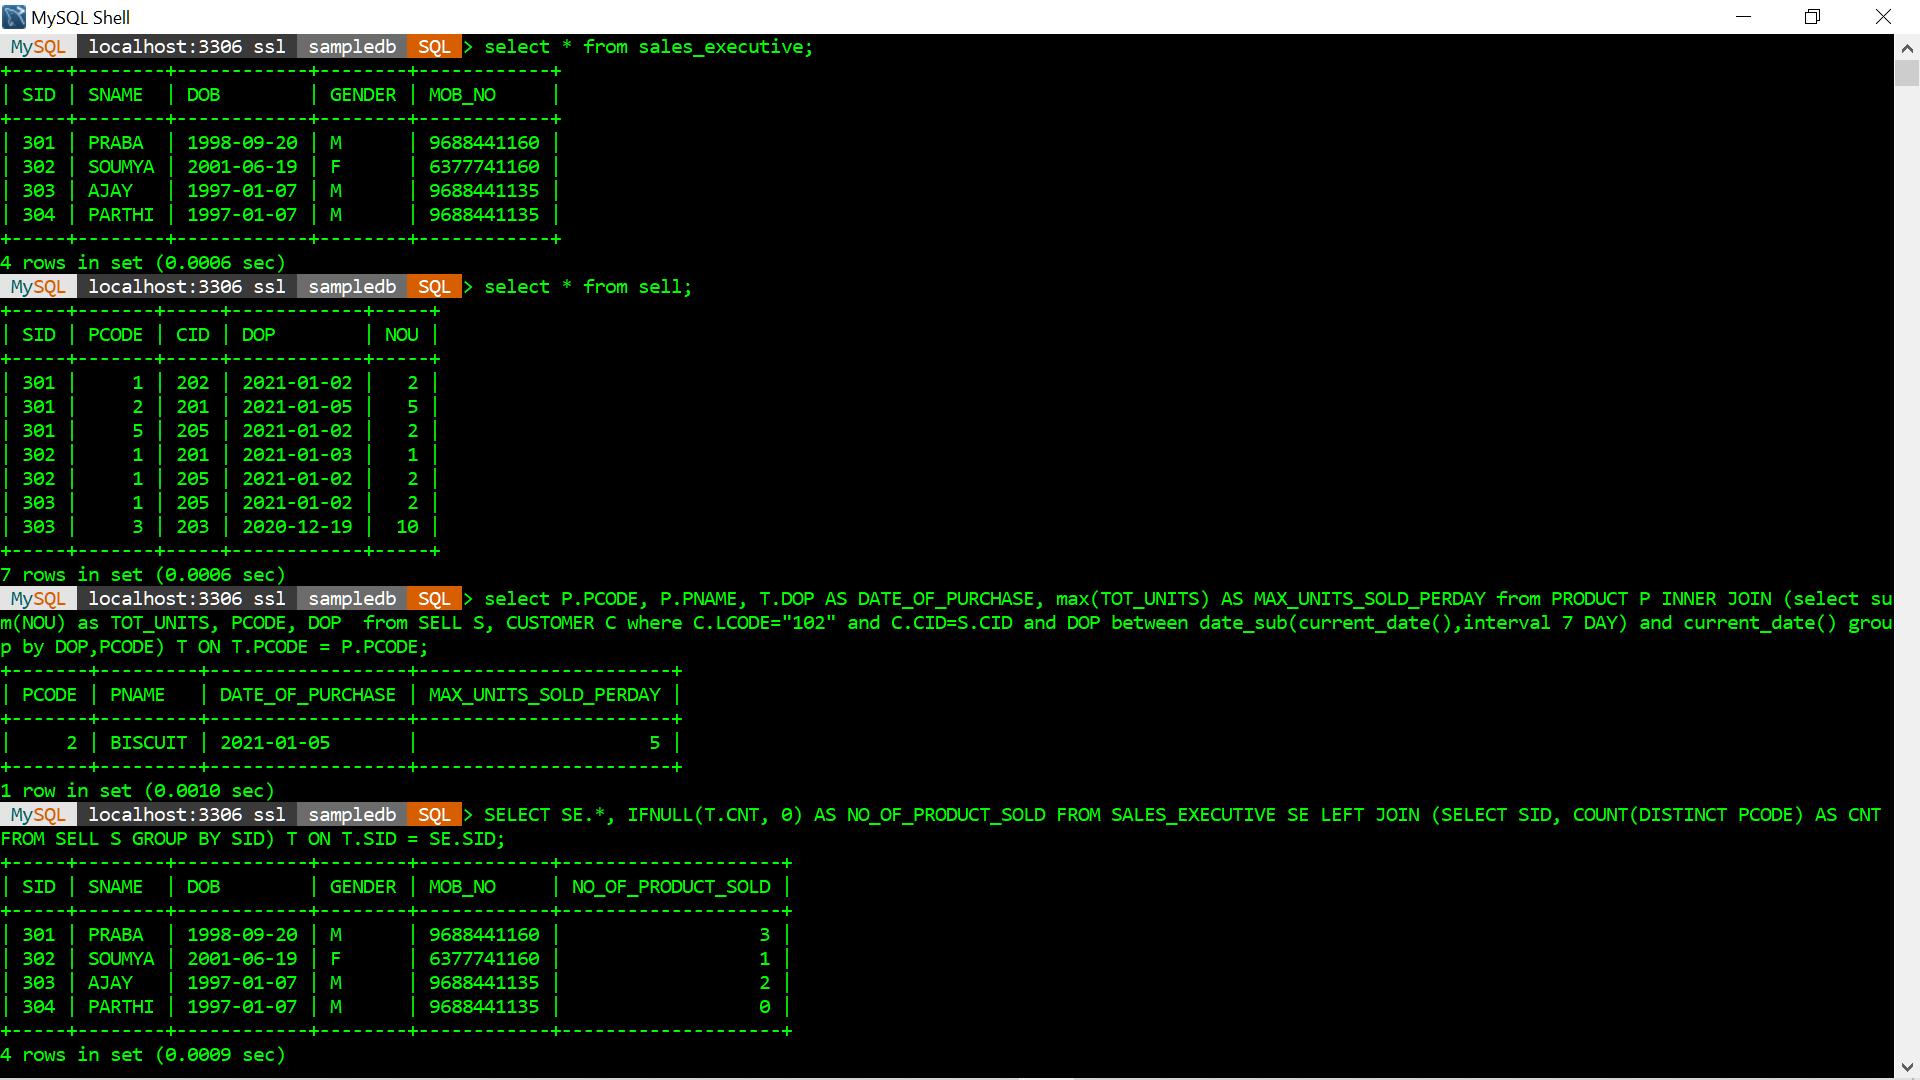 MySQL Shell
MySQL localhost:3306 ssl sampledb SQL > select * from sales_executive;
+-----+--------+------------+--------+------------+
| SID | SNAME  | DOB        | GENDER | MOB_NO     |
+-----+--------+------------+--------+------------+
| 301 | PRABA  | 1998-09-20 | M      | 9688441160 |
| 302 | SOUMYA | 2001-06-19 | F      | 6377741160 |
| 303 | AJAY   | 1997-01-07 | M      | 9688441135 |
| 304 | PARTHI | 1997-01-07 | M      | 9688441135 |
+-----+--------+------------+--------+------------+
4 rows in set (0.0006 sec)
MySQL localhost:3306 ssl sampledb SQL > select * from sell;
+-----+-------+-----+------------+-----+
| SID | PCODE | CID | DOP        | NOU |
+-----+-------+-----+------------+-----+
| 301 |     1 | 202 | 2021-01-02 |   2 |
| 301 |     2 | 201 | 2021-01-05 |   5 |
| 301 |     5 | 205 | 2021-01-02 |   2 |
| 302 |     1 | 201 | 2021-01-03 |   1 |
| 302 |     1 | 205 | 2021-01-02 |   2 |
| 303 |     1 | 205 | 2021-01-02 |   2 |
| 303 |     3 | 203 | 2020-12-19 |  10 |
+-----+-------+-----+------------+-----+
7 rows in set (0.0006 sec)
MySQL localhost:3306 ssl sampledb SQL > select P.PCODE, P.PNAME, T.DOP AS DATE_OF_PURCHASE, max(TOT_UNITS) AS MAX_UNITS_SOLD_PERDAY from PRODUCT P INNER JOIN (select su
m(NOU) as TOT_UNITS, PCODE, DOP  from SELL S, CUSTOMER C where C.LCODE="102" and C.CID=S.CID and DOP between date_sub(current_date(),interval 7 DAY) and current_date() grou
p by DOP,PCODE) T ON T.PCODE = P.PCODE;
+-------+---------+------------------+-----------------------+
| PCODE | PNAME   | DATE_OF_PURCHASE | MAX_UNITS_SOLD_PERDAY |
+-------+---------+------------------+-----------------------+
|     2 | BISCUIT | 2021-01-05       |                     5 |
+-------+---------+------------------+-----------------------+
1 row in set (0.0010 sec)
MySQL localhost:3306 ssl sampledb SQL > SELECT SE.*, IFNULL(T.CNT, 0) AS NO_OF_PRODUCT_SOLD FROM SALES_EXECUTIVE SE LEFT JOIN (SELECT SID, COUNT(DISTINCT PCODE) AS CNT
FROM SELL S GROUP BY SID) T ON T.SID = SE.SID;
+-----+--------+------------+--------+------------+--------------------+
| SID | SNAME  | DOB        | GENDER | MOB_NO     | NO_OF_PRODUCT_SOLD |
+-----+--------+------------+--------+------------+--------------------+
| 301 | PRABA  | 1998-09-20 | M      | 9688441160 |                  3 |
| 302 | SOUMYA | 2001-06-19 | F      | 6377741160 |                  1 |
| 303 | AJAY   | 1997-01-07 | M      | 9688441135 |                  2 |
| 304 | PARTHI | 1997-01-07 | M      | 9688441135 |                  0 |
+-----+--------+------------+--------+------------+--------------------+
4 rows in set (0.0009 sec)